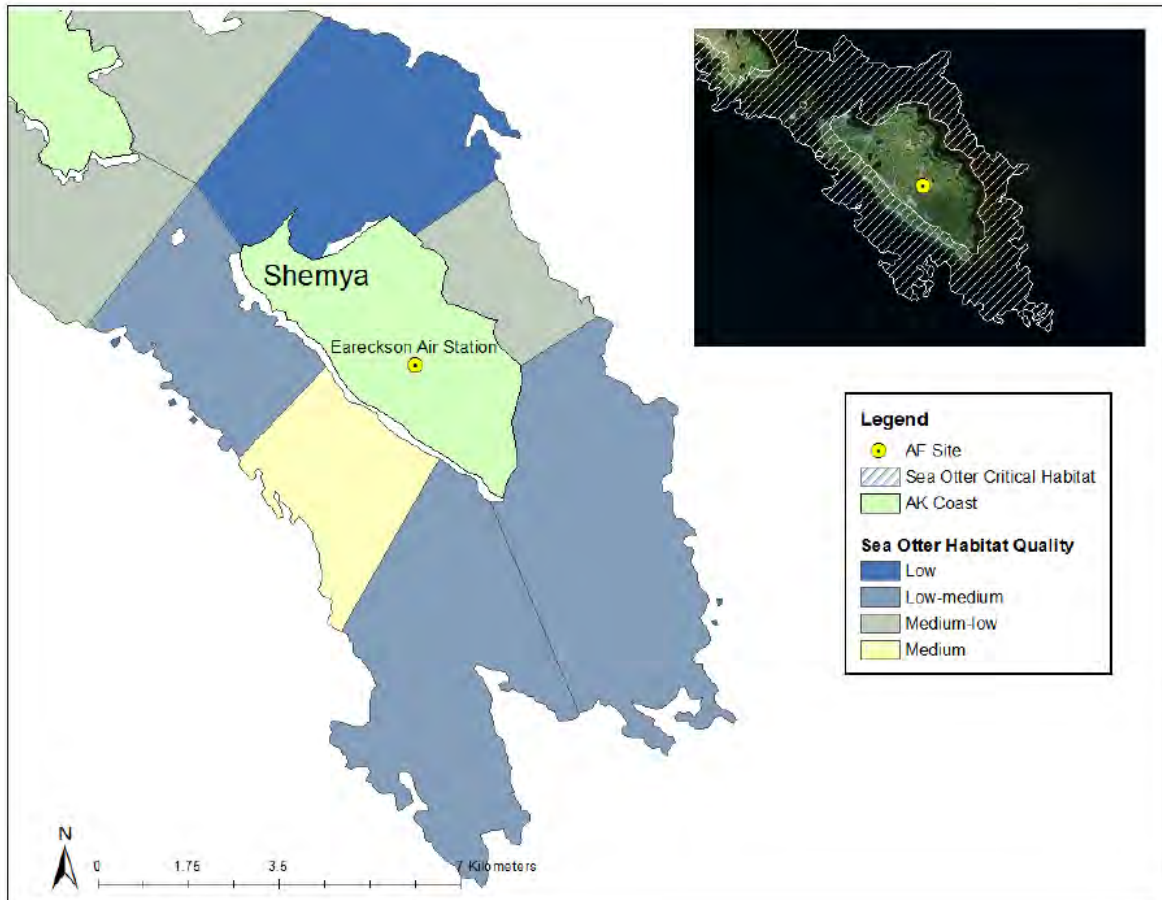 Shemya
Eareckson Air Station
Legend
AF Site
Sea Otter Critical Habitat
AK Coast
Sea Otter Habitat Quality
Low
Low-medium
Medium-low
Medium
N
0 1.75 3.5 7 Kilometers